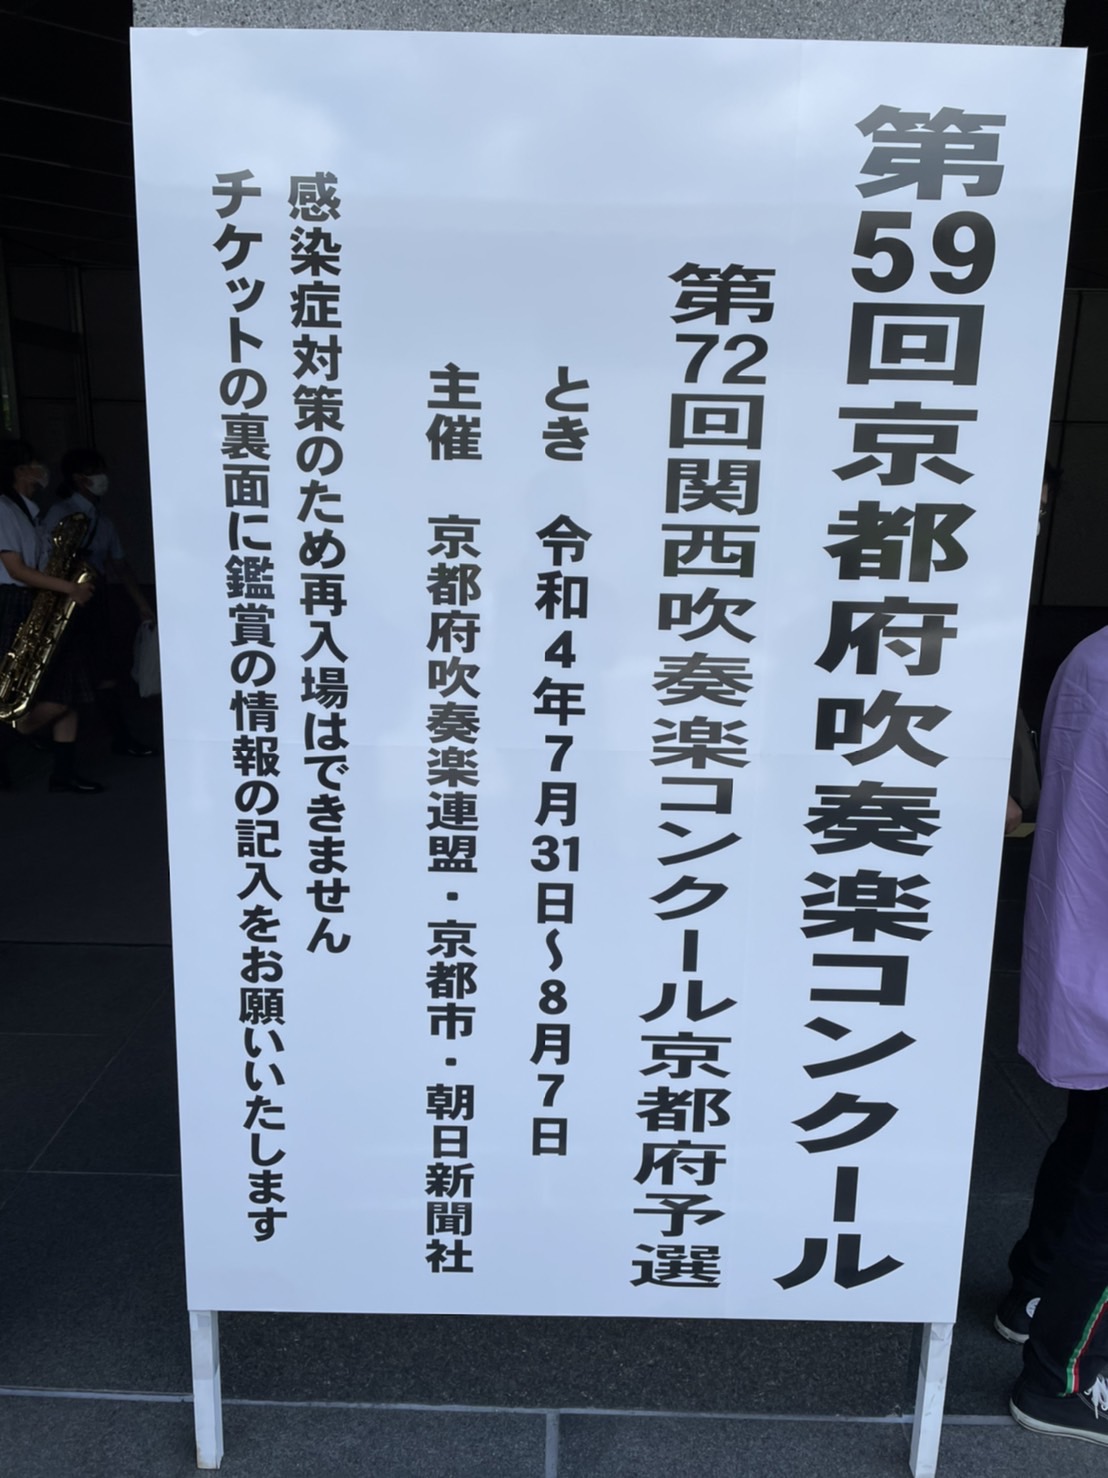 第59回京都府吹奏楽コンクール
第72回関西吹奏楽コンクール京都府予選
とき 令和4年7月31日〜8月7日
主催 京都府吹奏楽連盟・京都市・朝日新聞社
感染症対策のため再入場はできません
チケットの裏面に鑑賞の情報の記入をお願いいたします